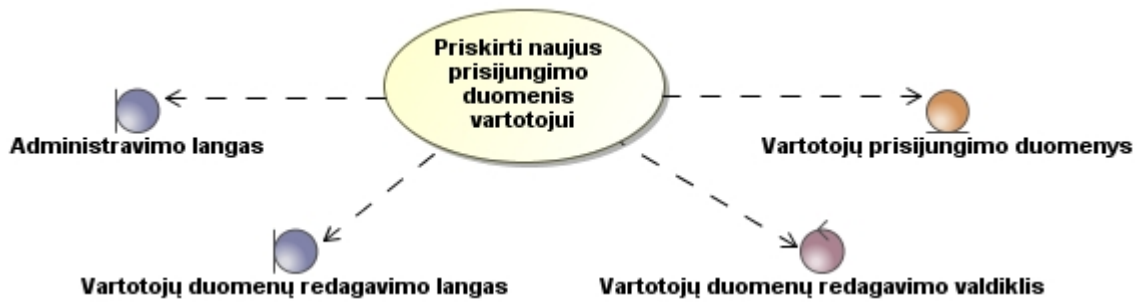 Priskirti naujus
prisijungimo
duomenis
vartotojui
Administravimo langas
Vartotojų prisijungimo duomenys
Vartotojų duomenų redagavimo langas
Vartotojų duomenų redagavimo valdiklis